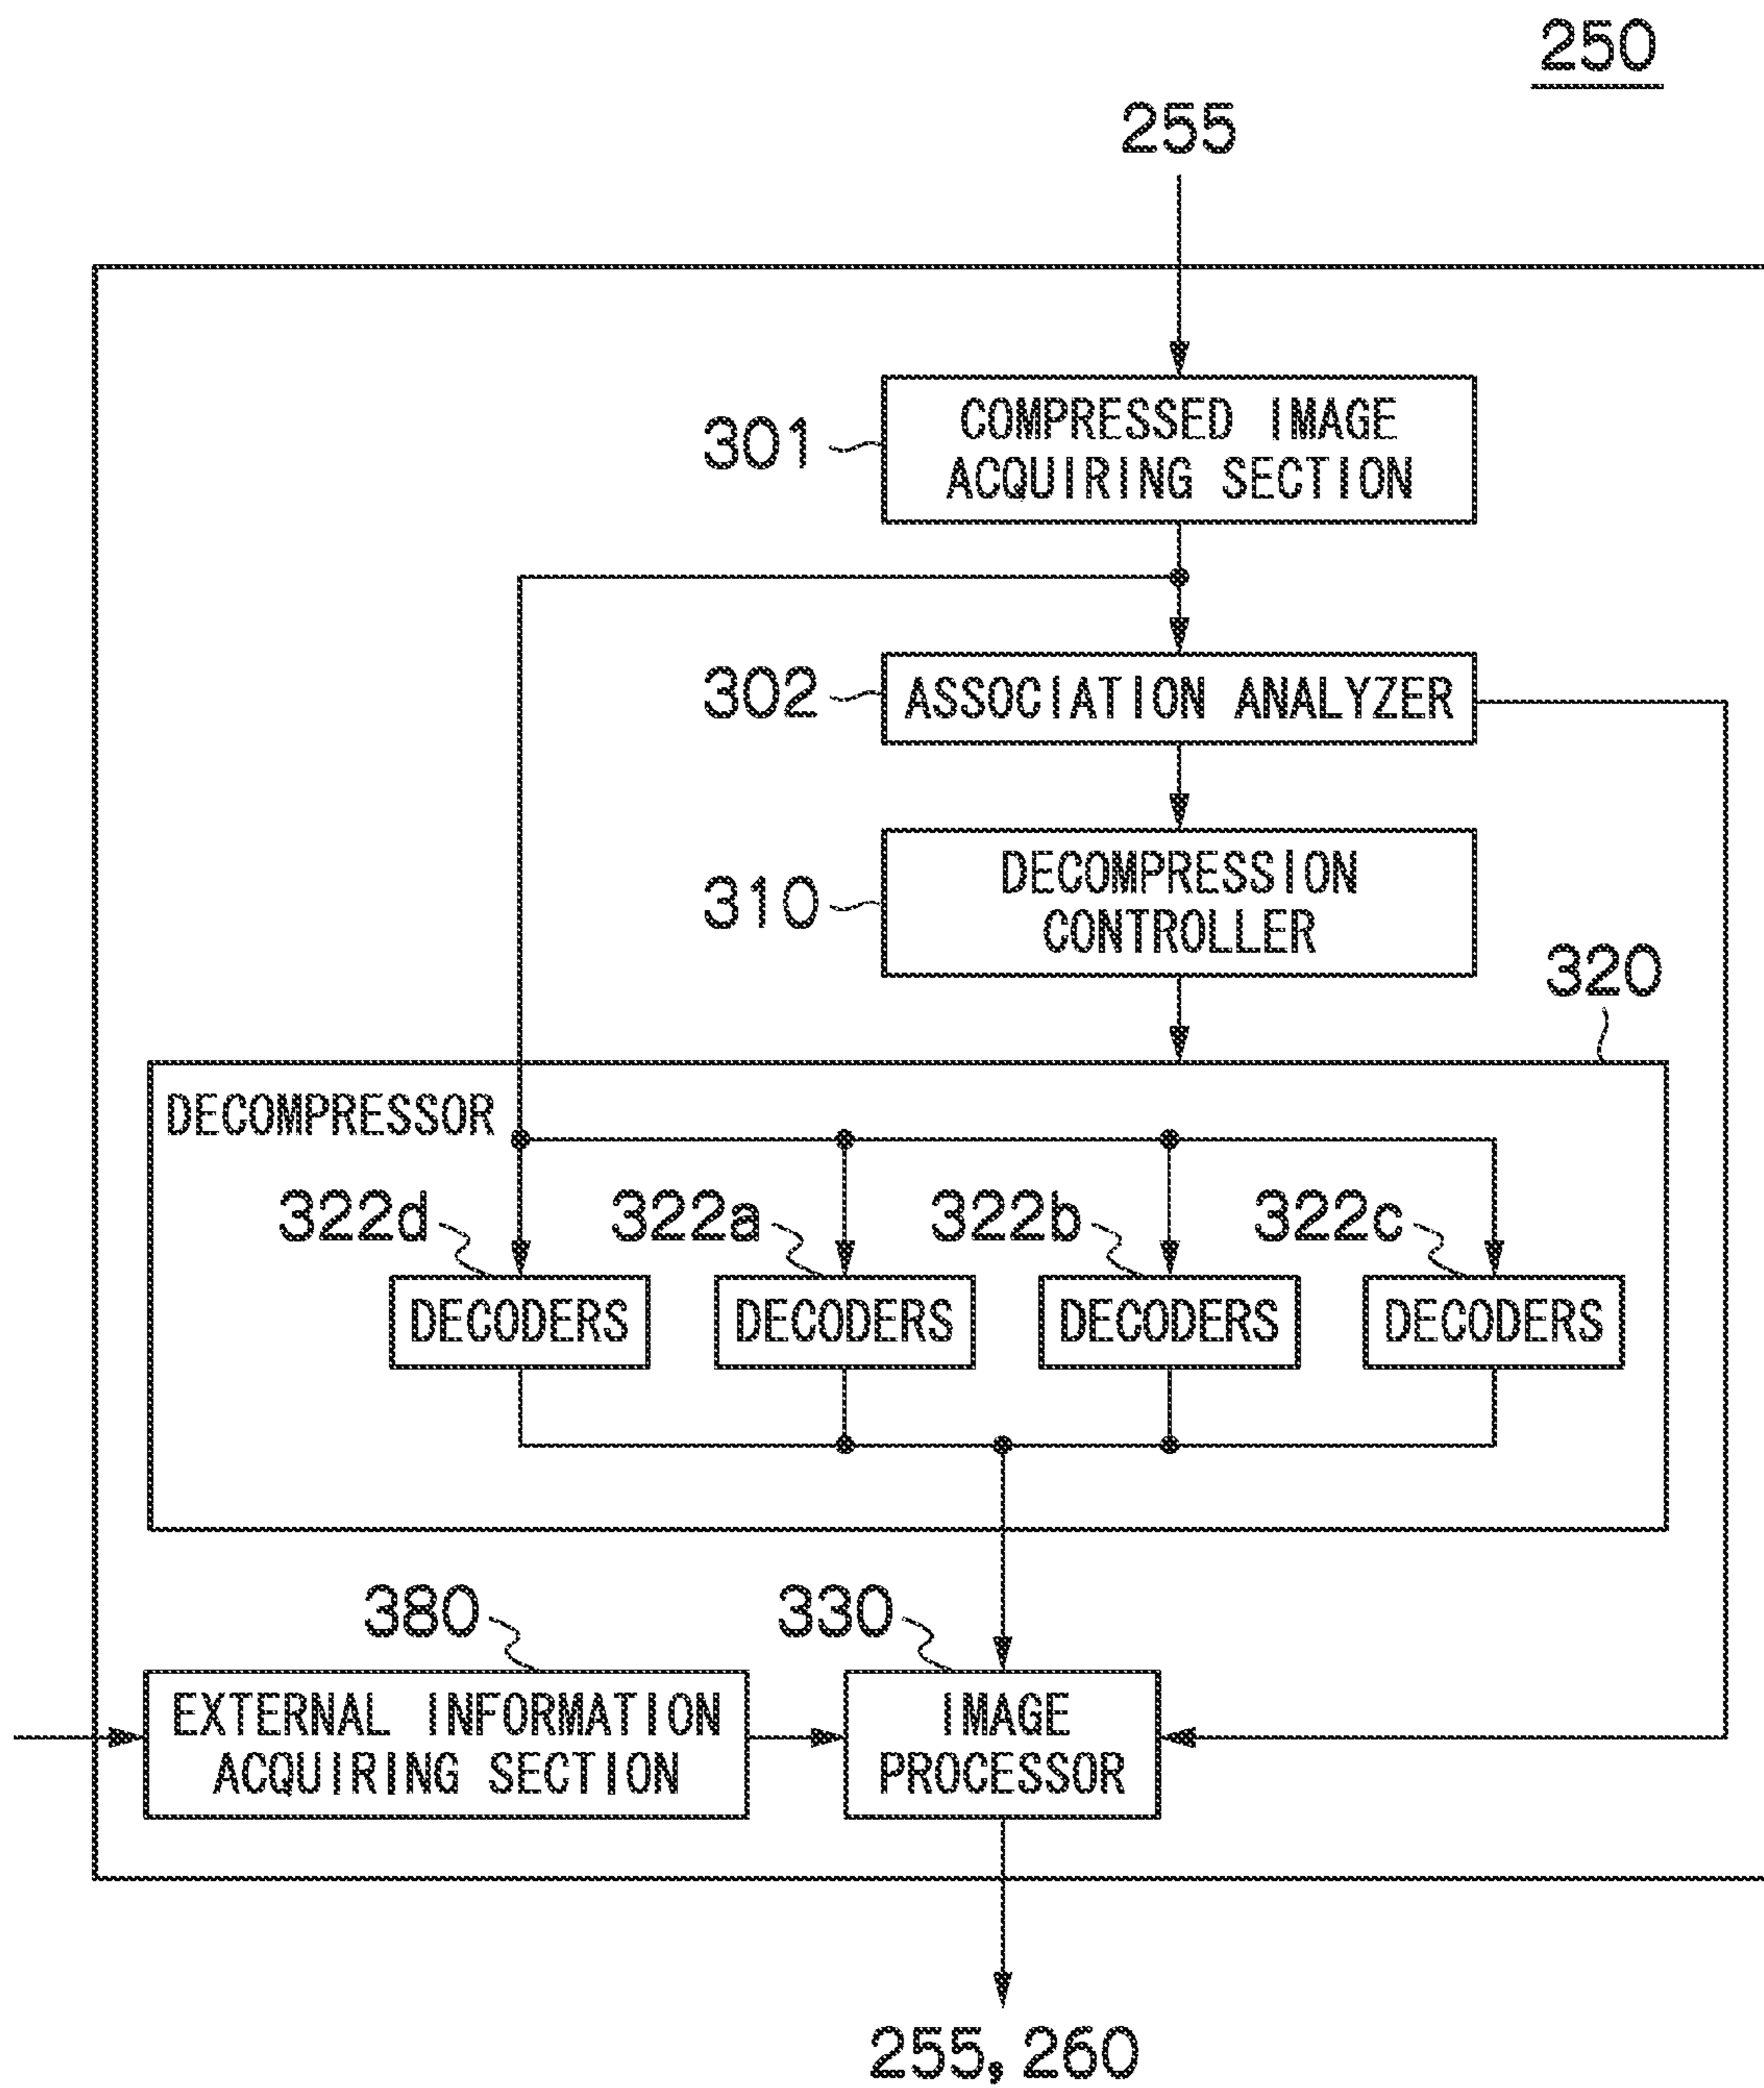 250
255
301
COMPRESSED IMAGE
ACQUIRING SECTION
302
ASSOCIATION ANALYZER
310
DECOMPRESSION
CONTROLLER
320
DECOMPRESSOR
322d
322a
322b
322c
DECODERS
DECODERS
DECODERS
DECODERS
380
330
EXTERNAL INFORMATION
ACQUIRING SECTION
IMAGE
PROCESSOR
255, 260